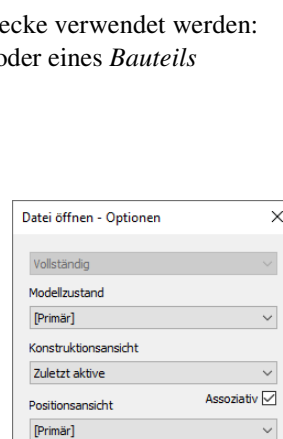 ecke verwendet werden:
oder eines Bauteils
Datei öffnen - Optionen
Vollständig
Modellzustand
[Primär]
Konstruktionsansicht
Zuletzt aktive
Positionsansicht Assoziativ
[Primär]